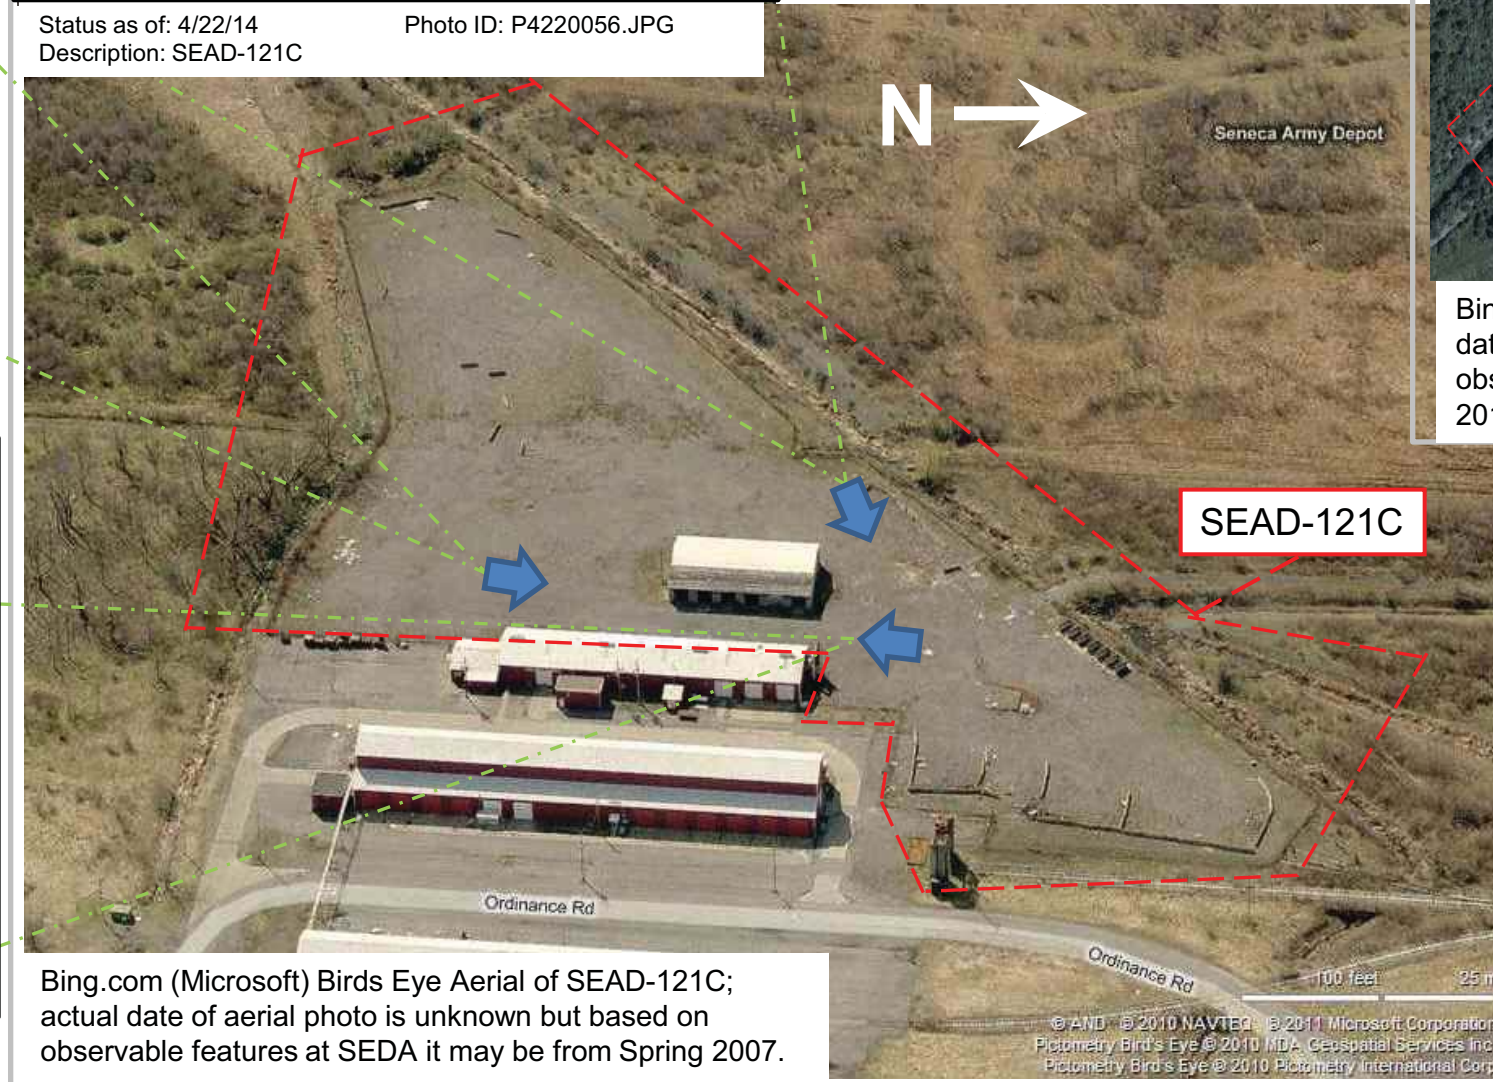 Status as of: 4/22/14 Photo ID: P4220056.JPG
Description: SEAD-121C
N
Seneca Army Depot
SEAD-121C
Ordinance Rd
Ordinance Rd
100 feet 25 m
Bing.com (Microsoft) Birds Eye Aerial of SEAD-121C;
actual date of aerial photo is unknown but based on
observable features at SEDA it may be from Spring 2007.
© AND © 2010 NAVTEQ © 2011 Microsoft Corporation
Pictometry Bird's Eye © 2010 MDA Geospatial Services Inc
Pictometry Bird's Eye © 2010 Pictometry International Corp